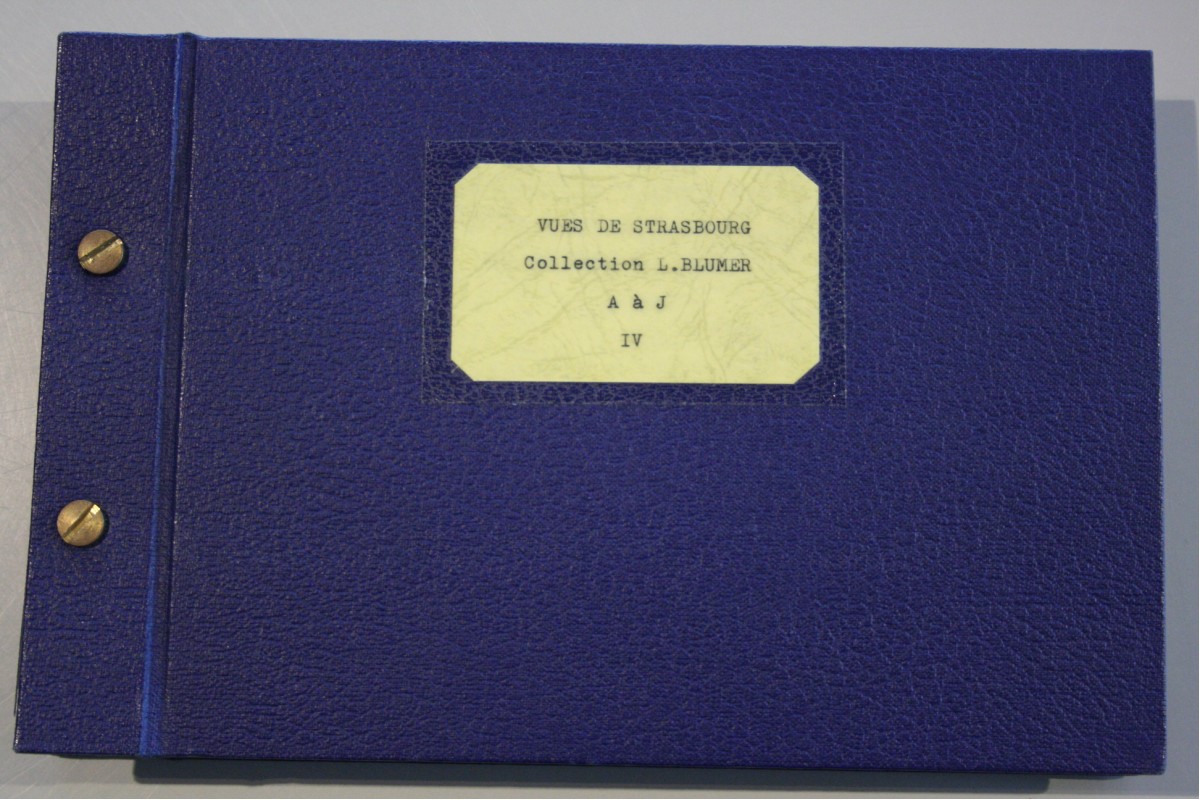 VUES DE STRASBOURG
Collection L.BLUMER
A à J
IV